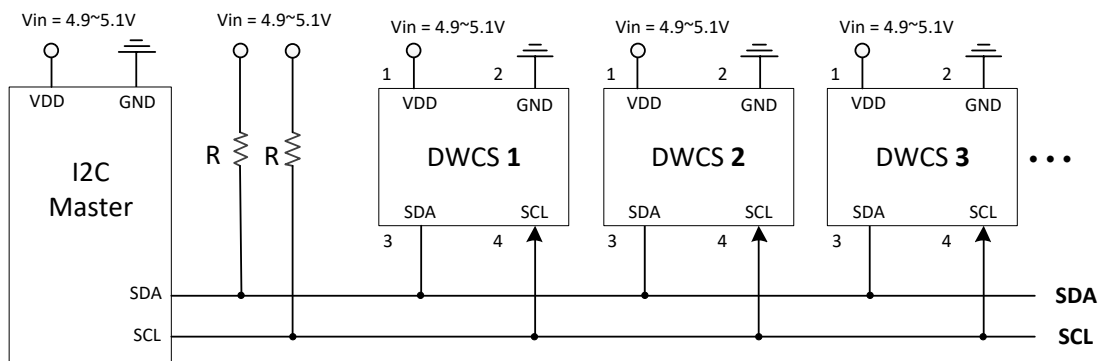 Vin = 4.9~5.1V
Vin = 4.9~5.1V
Vin = 4.9~5.1V
Vin = 4.9~5.1V
Vin = 4.9~5.1V
1 2
1 2
1 2
VDD GND
VDD GND
VDD GND
VDD GND
R R
I2C
Master
DWCS 1
DWCS 2
DWCS 3
...
SDA SCL
SDA SCL
SDA SCL
3 4
3 4
3 4
SDA
SDA
SCL
SCL